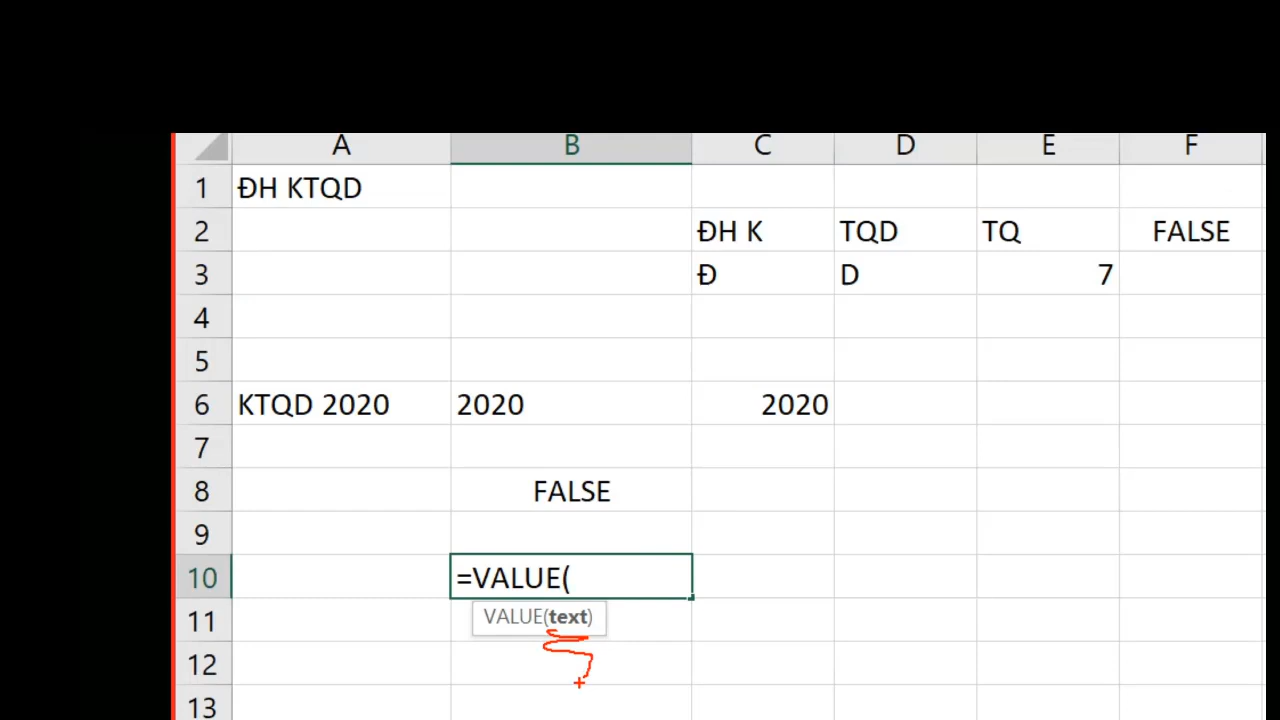 A B C D E F
1 ĐH KTQD
2 ĐH K TQD TQ FALSE
3 Đ D 7
4
5
6 KTQD 2020 2020 2020
7
8 FALSE
9
10 =VALUE(
11 VALUE(text)
12
13